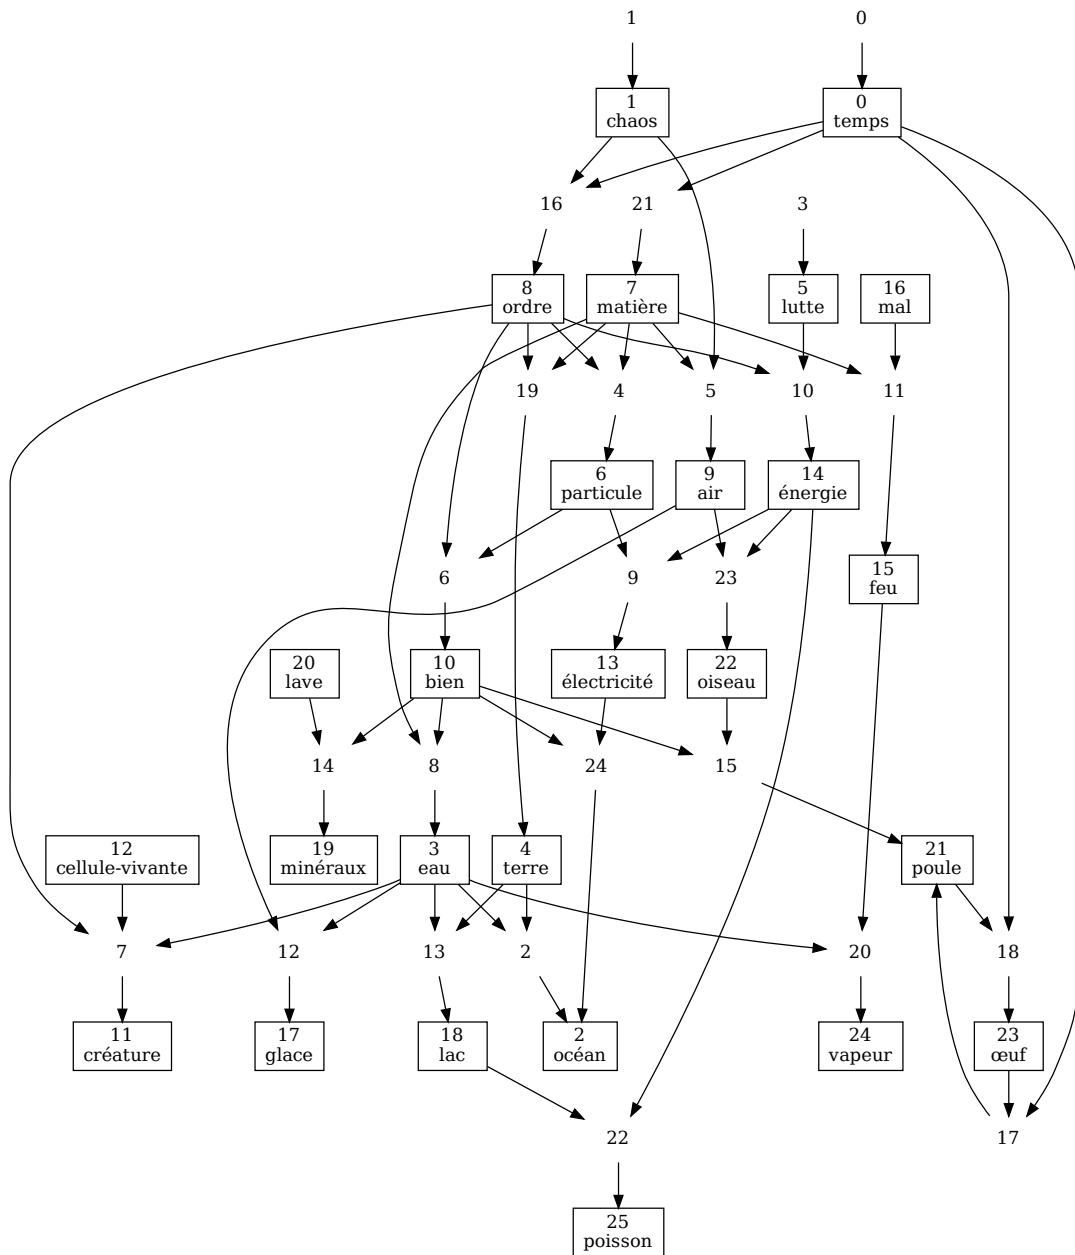 1
0
1
chaos
0
temps
16
21
3
8
ordre
7
matière
5
lutte
16
mal
19
4
5
10
11
6
particule
9
air
14
énergie
15
feu
6
9
23
20
lave
10
bien
13
électricité
22
oiseau
14
8
24
15
12
cellule-vivante
19
minéraux
3
eau
4
terre
21
poule
7
12
13
2
20
18
11
créature
17
glace
18
lac
2
océan
24
vapeur
23
œuf
22
17
25
poisson